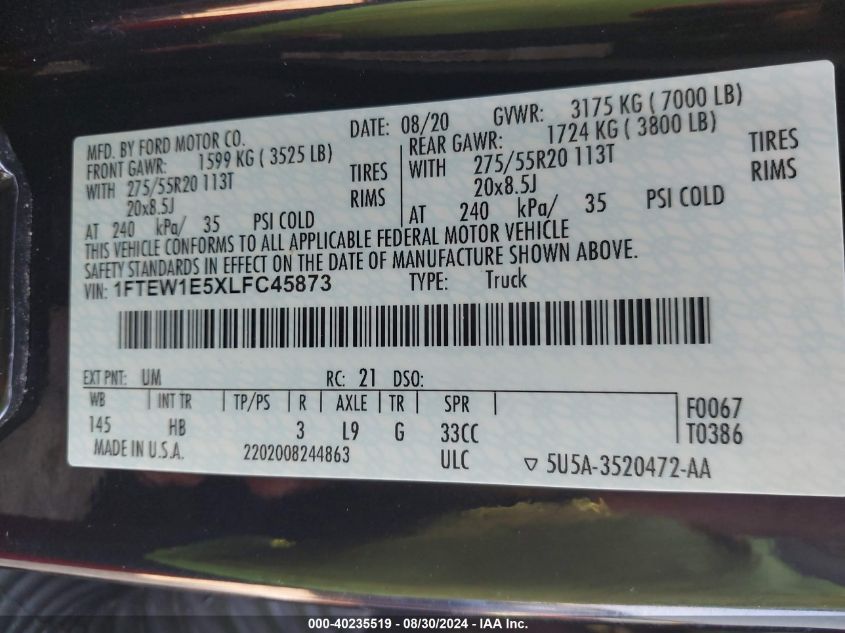 MFD. BY FORD MOTOR CO.
DATE: 08/20 GVWR: 3175 KG ( 7000 LB)
FRONT GAWR: 1599 KG ( 3525 LB)
WITH 275/55R20 113T TIRES
20x8.5J RIMS
AT 240 kPa/ 35 PSI COLD
REAR GAWR: 1724 KG ( 3800 LB)
WITH 275/55R20 113T TIRES
20x8.5J RIMS
AT 240 kPa/ 35 PSI COLD
THIS VEHICLE CONFORMS TO ALL APPLICABLE FEDERAL MOTOR VEHICLE
SAFETY STANDARDS IN EFFECT ON THE DATE OF MANUFACTURE SHOWN ABOVE.
VIN: 1FTEW1E5XLFC45873 TYPE: Truck
EXT PNT: UM RC: 21 DSO:
WB INT TR TP/PS R AXLE TR SPR
145 HB 3 L9 G 33CC
F0067
T0386
MADE IN U.S.A. 2202008244863 ULC ▽ 5U5A-3520472-AA
000-40235519 - 08/30/2024 - IAA Inc.